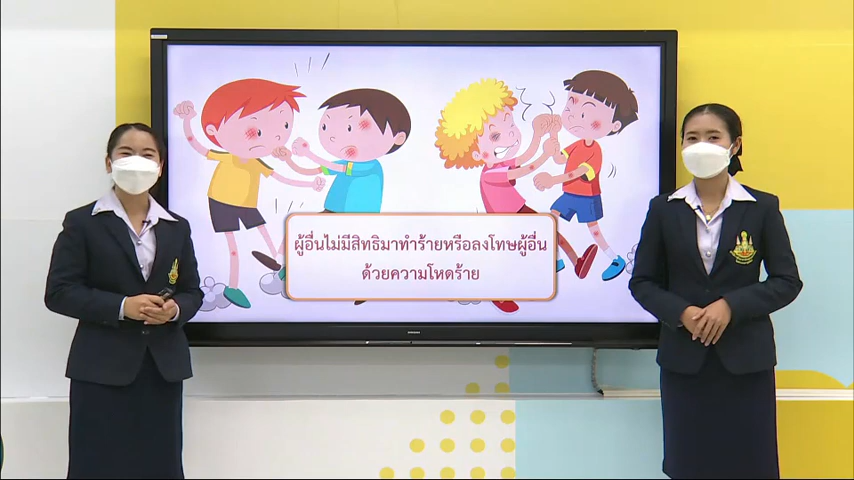 ผู้อื่นไม่มีสิทธิมาทำร้ายหรือลงโทษผู้อื่น
ด้วยความโหดร้าย